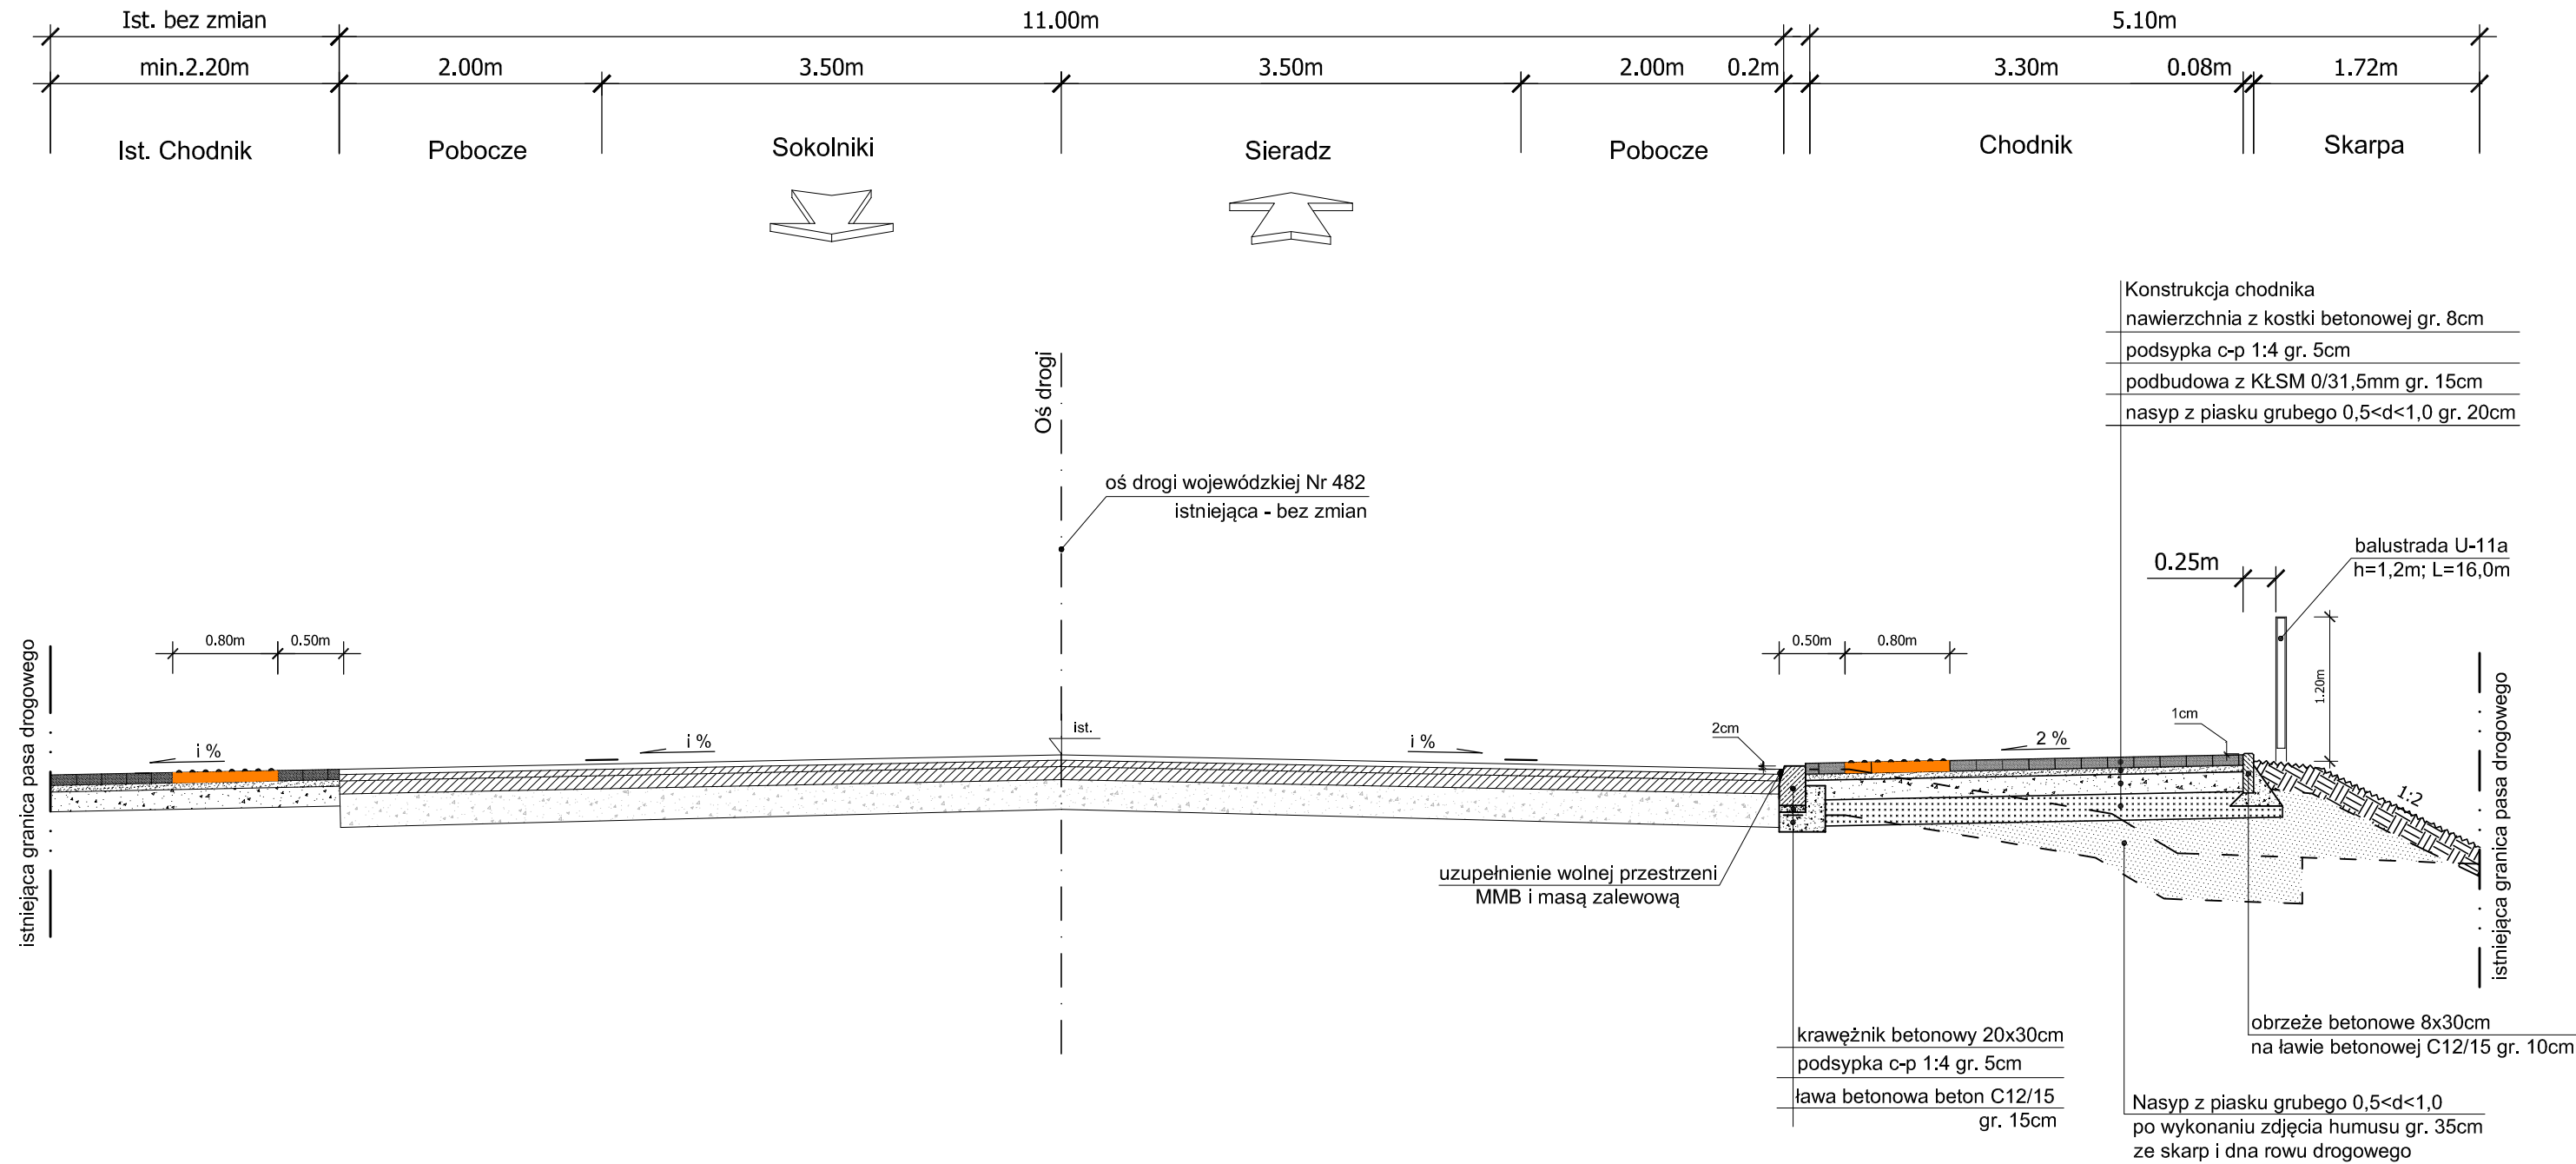 Ist. bez zmian
11.00m
5.10m
min.2.20m
2.00m
3.50m
3.50m
2.00m
0.2m
3.30m
0.08m
1.72m
Ist. Chodnik
Pobocze
Sokolniki
Sieradz
Pobocze
Chodnik
Skarpa
Konstrukcja chodnika
nawierzchnia z kostki betonowej gr. 8cm
podsypka c-p 1:4 gr. 5cm
podbudowa z KŁSM 0/31,5mm gr. 15cm
nasyp z piasku grubego 0,5<d<1,0 gr. 20cm
Oś drogi
oś drogi wojewódzkiej Nr 482
istniejąca - bez zmian
balustrada U-11a
h=1,2m; L=16,0m
0.25m
0.80m
0.50m
0.50m
0.80m
1.20m
istniejąca granica pasa drogowego
i %
i %
ist.
i %
2cm
2 %
1cm
1:2
istniejąca granica pasa drogowego
uzupełnienie wolnej przestrzeni
MMB i masą zalewową
krawężnik betonowy 20x30cm
podsypka c-p 1:4 gr. 5cm
ława betonowa beton C12/15
gr. 15cm
obrzeże betonowe 8x30cm
na ławie betonowej C12/15 gr. 10cm
Nasyp z piasku grubego 0,5<d<1,0
po wykonaniu zdjęcia humusu gr. 35cm
ze skarp i dna rowu drogowego